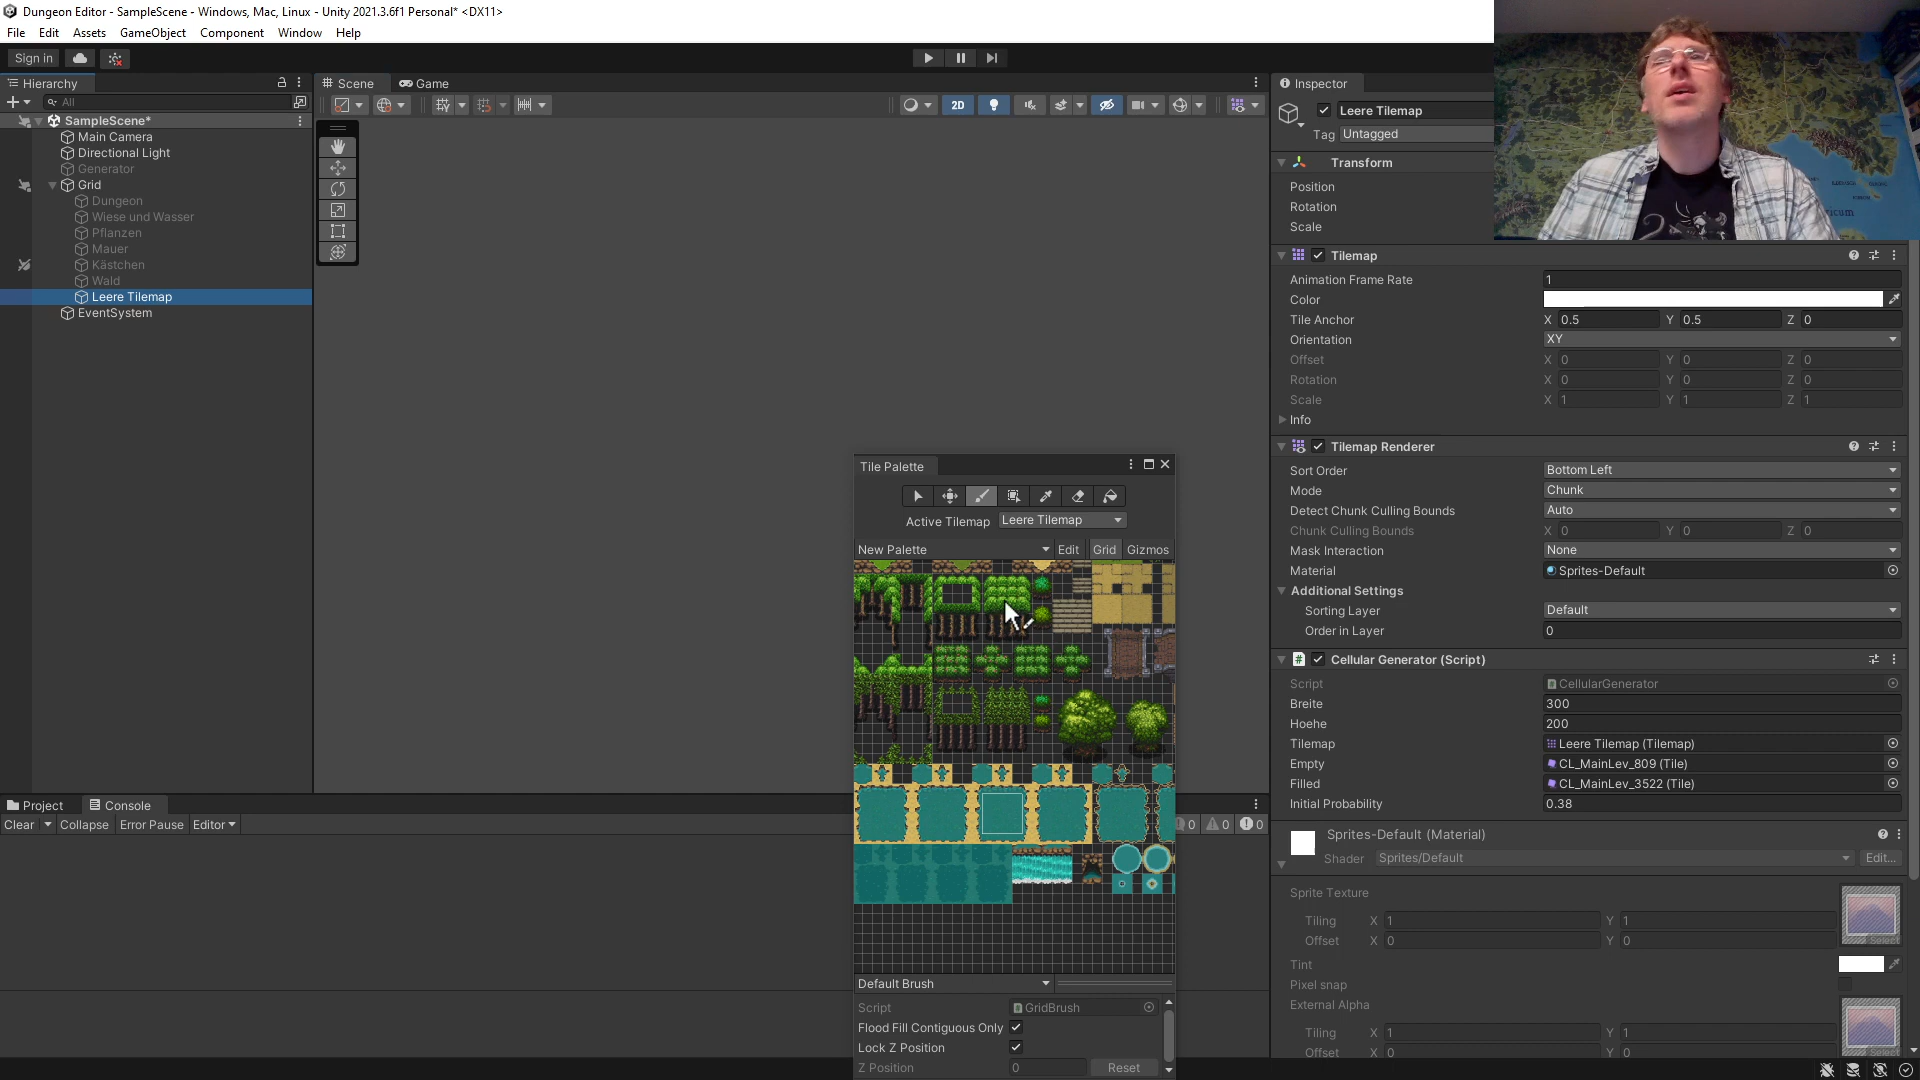 Dungeon Editor - SampleScene - Windows, Mac, Linux - Unity 2021.3.6f1 Personal* <DX11>
File Edit Assets GameObject Component Window Help
Sign in
Hierarchy
All
SampleScene*
Main Camera
Directional Light
Generator
Grid
Dungeon
Wiese und Wasser
Pflanzen
Mauer
Kästchen
Wald
Leere Tilemap
EventSystem
Scene Game
2D
Tile Palette
Active Tilemap Leere Tilemap
New Palette Edit Grid Gizmos
Default Brush
Script GridBrush
Flood Fill Contiguous Only
Lock Z Position
Z Position 0 Reset
Project Console
Clear Collapse Error Pause Editor 0 0 0
Inspector
Leere Tilemap
Tag Untagged
Transform
Position
Rotation
Scale
Tilemap
Animation Frame Rate 1
Color
Tile Anchor X 0.5 Y 0.5 Z 0
Orientation XY
Offset X 0 Y 0 Z 0
Rotation X 0 Y 0 Z 0
Scale X 1 Y 1 Z 1
Info
Tilemap Renderer
Sort Order Bottom Left
Mode Chunk
Detect Chunk Culling Bounds Auto
Chunk Culling Bounds X 0 Y 0 Z 0
Mask Interaction None
Material Sprites-Default
Additional Settings
Sorting Layer Default
Order in Layer 0
# Cellular Generator (Script)
Script CellularGenerator
Breite 300
Hoehe 200
Tilemap Leere Tilemap (Tilemap)
Empty CL_MainLev_809 (Tile)
Filled CL_MainLev_3522 (Tile)
Initial Probability 0.38
Sprites-Default (Material)
Shader Sprites/Default Edit...
Sprite Texture
Tiling X 1 Y 1
Offset X 0 Y 0
Select
Tint
Pixel snap
External Alpha
Tiling X 1 Y 1
Offset X 0 Y 0
Select